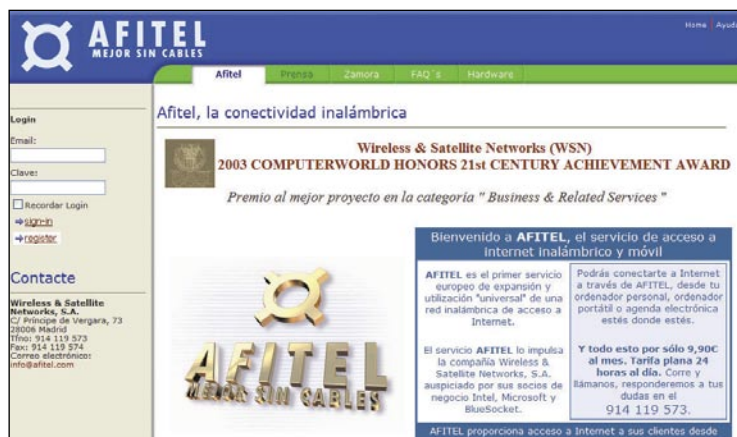 AFITEL
MEJOR SIN CABLES
Home Ayuda
Afitel Prensa Zamora FAQ´s Hardware
Login
Email:
Clave:
Recordar Login
sign-in
register
Contacte
Wireless & Satellite
Networks, S.A.
C/ Príncipe de Vergara, 73
28006 Madrid
Tfno: 914 119 573
Fax: 914 119 574
Correo electrónico:
info@afitel.com
Afitel, la conectividad inalámbrica
Wireless & Satellite Networks (WSN)
2003 COMPUTERWORLD HONORS 21st CENTURY ACHIEVEMENT AWARD
Premio al mejor proyecto en la categoría " Business & Related Services "
AFITEL
MEJOR SIN CABLES
Bienvenido a AFITEL, el servicio de acceso a
internet inalámbrico y móvil
AFITEL es el primer servicio
europeo de expansión y
utilización "universal" de una
red inalámbrica de acceso a
Internet.
El servicio AFITEL lo impulsa
la compañía Wireless &
Satellite Networks, S.A.
auspiciado por sus socios de
negocio Intel, Microsoft y
BlueSocket.
Podrás conectarte a Internet
a través de AFITEL, desde tu
ordenador personal, ordenador
portátil o agenda electrónica
estés donde estés.
Y todo esto por sólo 9,90€
al mes. Tarifa plana 24
horas al día. Corre y
llámanos, responderemos a tus
dudas en el
914 119 573.
AFITEL proporciona acceso a Internet a sus clientes desde